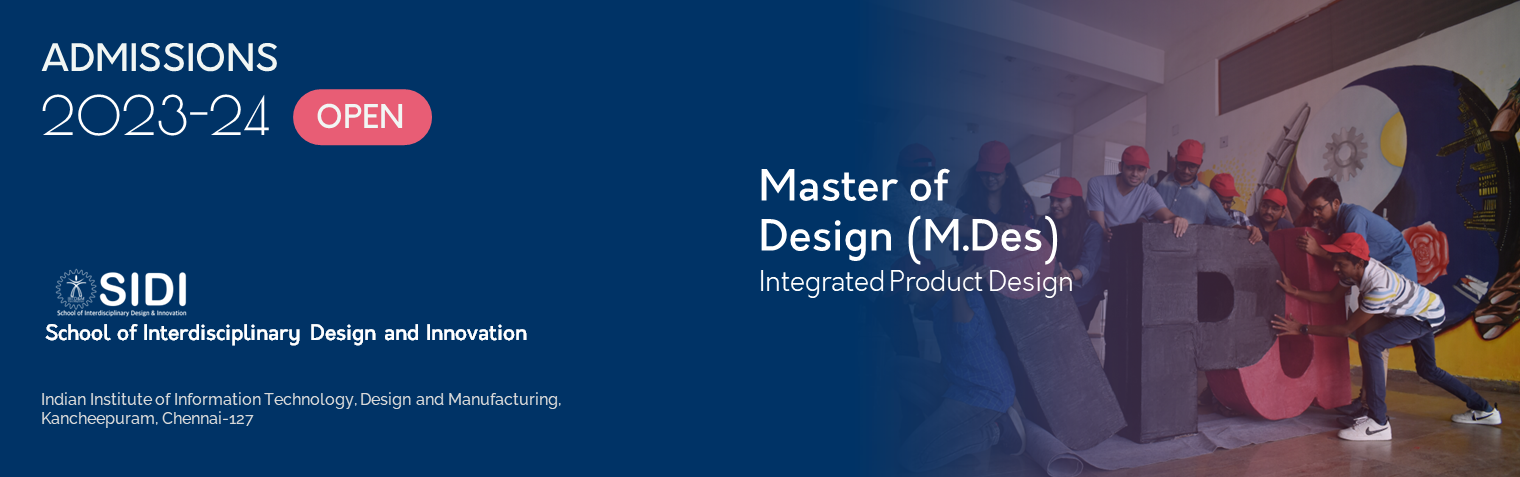 ADMISSIONS
2023-24 OPEN
Master of
Design (M.Des)
Integrated Product Design
SIDI
School of Interdisciplinary Design & Innovation
School of Interdisciplinary Design and Innovation
Indian Institute of Information Technology, Design and Manufacturing,
Kancheepuram, Chennai-127